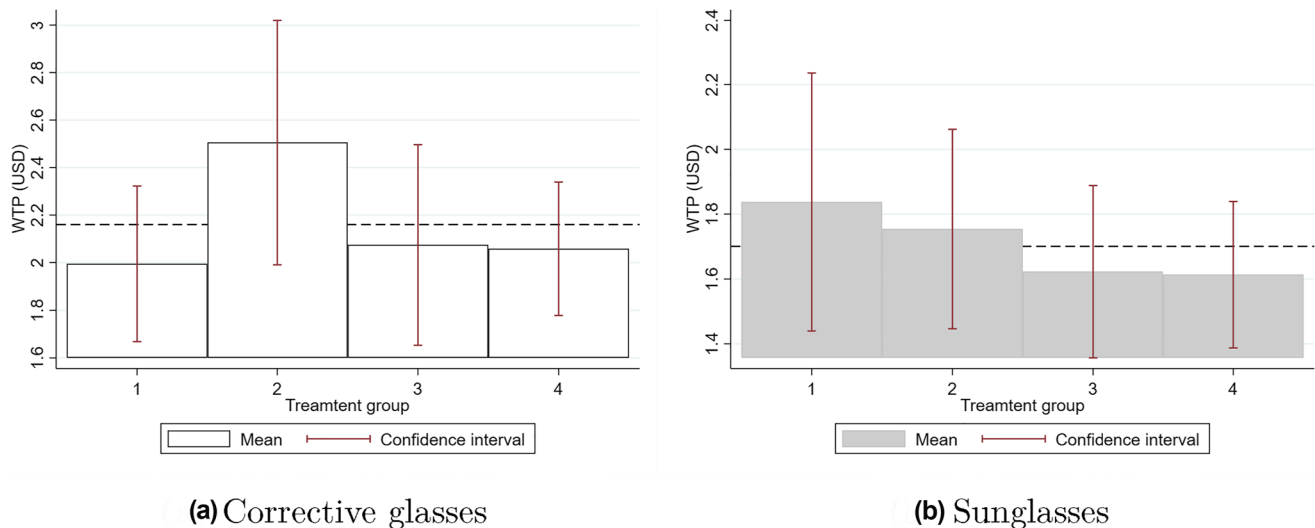 WTP (USD)
3
2.8
2.6
2.4
2.2
2
1.8
1.6
1 2 3 4
Treamtent group
Mean Confidence interval
(a) Corrective glasses
WTP (USD)
2.4
2.2
2
1.8
1.6
1.4
1 2 3 4
Treamtent group
Mean Confidence interval
(b) Sunglasses